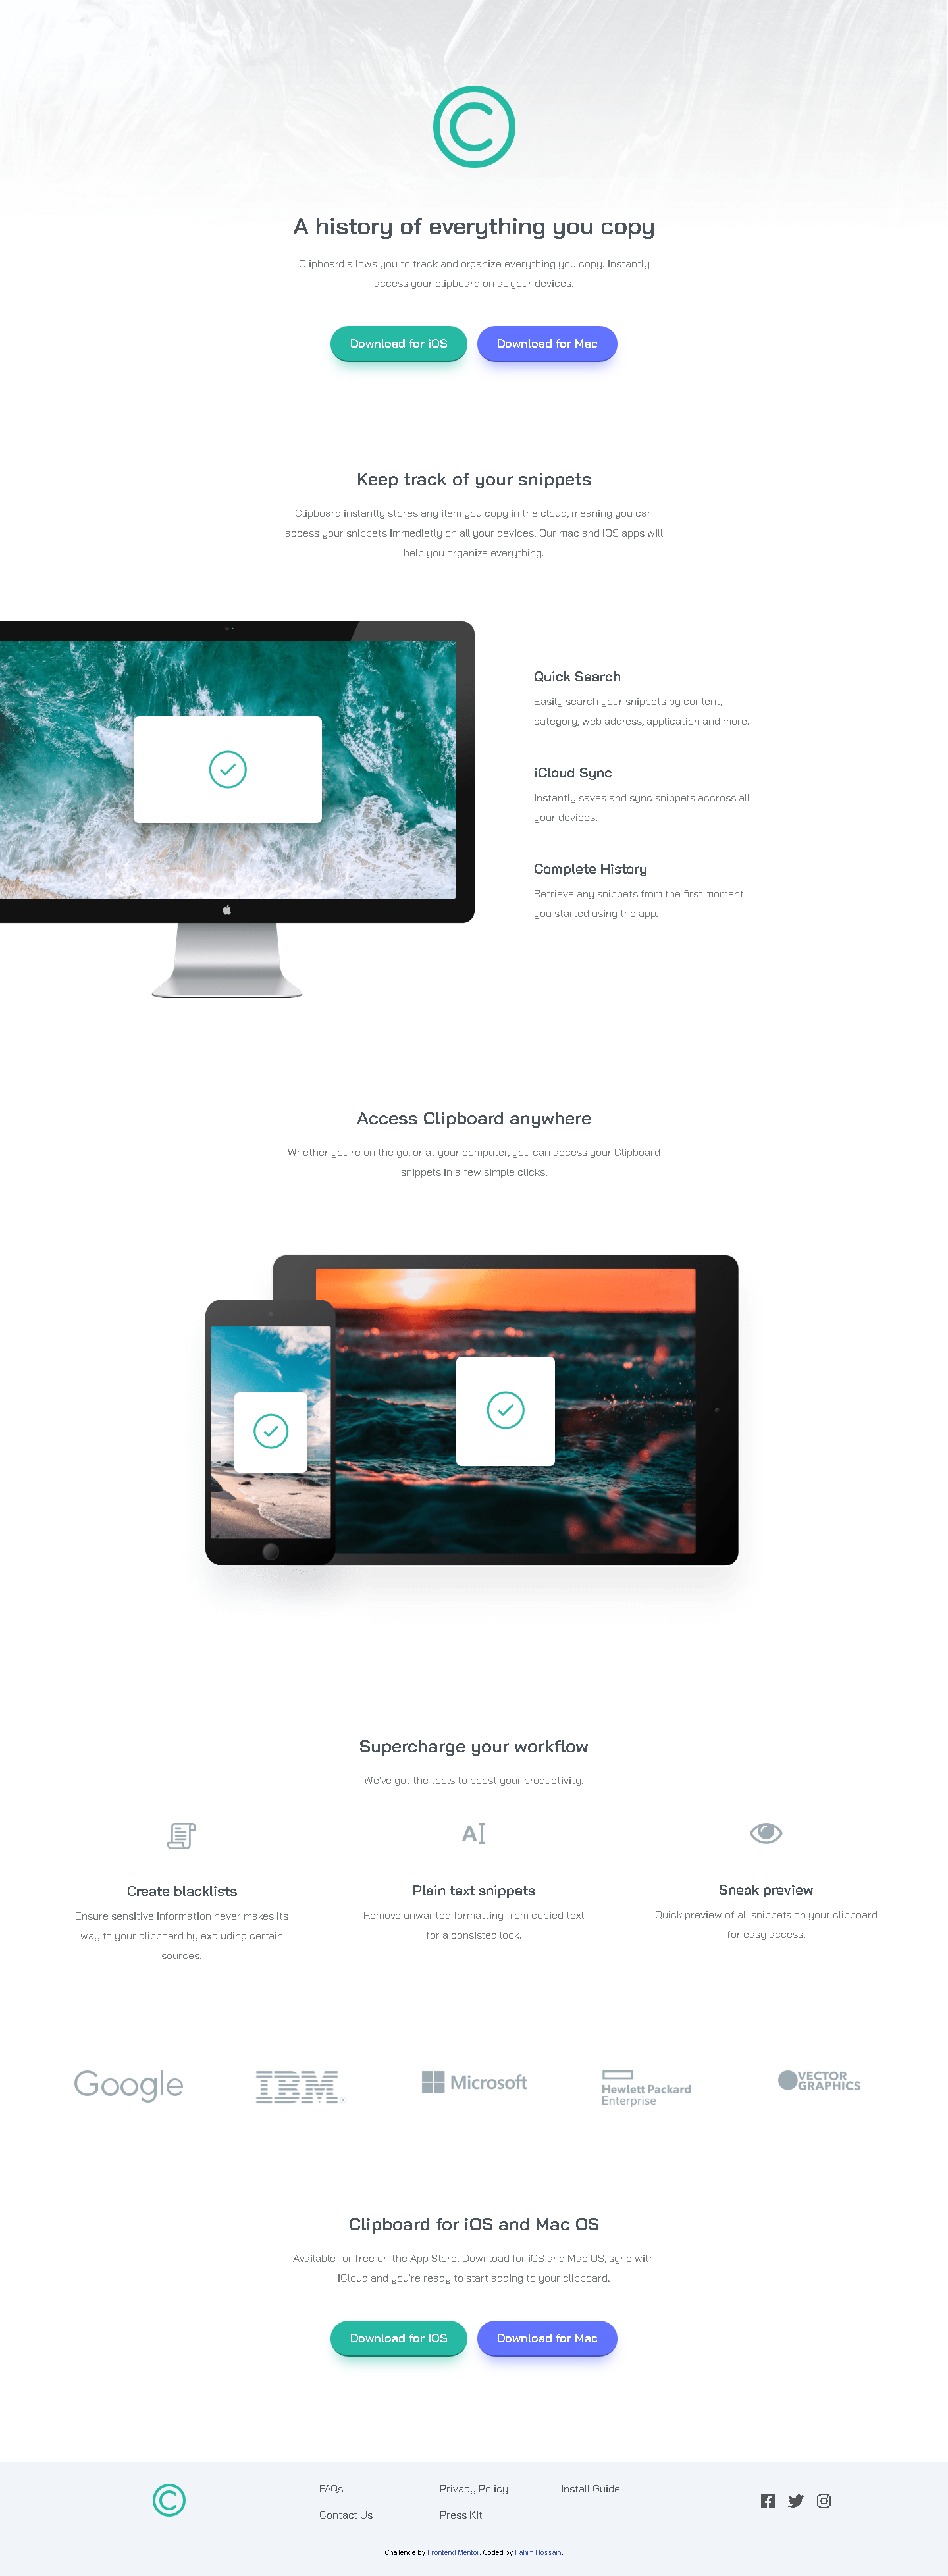 A history of everything you copy
Clipboard allows you to track and organize everything you copy. Instantly
access your clipboard on all your devices.
Download for iOS
Download for Mac
Keep track of your snippets
Clipboard instantly stores any item you copy in the cloud, meaning you can
access your snippets immedietly on all your devices. Our mac and iOS apps will
help you organize everything.
Quick Search
Easily search your snippets by content,
category, web address, application and more.
iCloud Sync
Instantly saves and sync snippets accross all
your devices.
Complete History
Retrieve any snippets from the first moment
you started using the app.
Access Clipboard anywhere
Whether you're on the go, or at your computer, you can access your Clipboard
snippets in a few simple clicks.
Supercharge your workflow
We've got the tools to boost your productivity.
Create blacklists
Ensure sensitive information never makes its
way to your clipboard by excluding certain
sources.
Plain text snippets
Remove unwanted formatting from copied text
for a consisted look.
Sneak preview
Quick preview of all snippets on your clipboard
for easy access.
Google
IBM
Microsoft
Hewlett Packard
Enterprise
VECTOR
GRAPHICS
Clipboard for iOS and Mac OS
Available for free on the App Store. Download for iOS and Mac OS, sync with
iCloud and you're ready to start adding to your clipboard.
Download for iOS
Download for Mac
FAQs
Contact Us
Privacy Policy
Press Kit
Install Guide
Challenge by Frontend Mentor. Coded by Fahim Hossain.